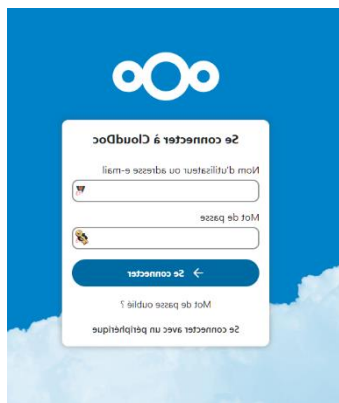 Se connecter à CloudDoc
Nom d'utilisateur ou adresse e-mail
Mot de passe
→ Se connecter
Mot de passe oublié ?
Se connecter avec un périphérique